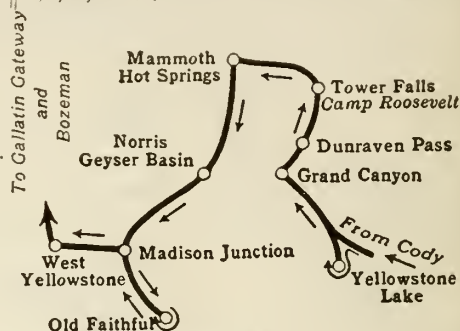 To Gallatin Gateway
and
Bozeman
Mammoth
Hot Springs
Tower Falls
Camp Roosevelt
Norris
Geyser Basin
Dunraven Pass
Grand Canyon
From Cody
West
Yellowstone
Madison Junction
Yellowstone
Lake
Old Faithful